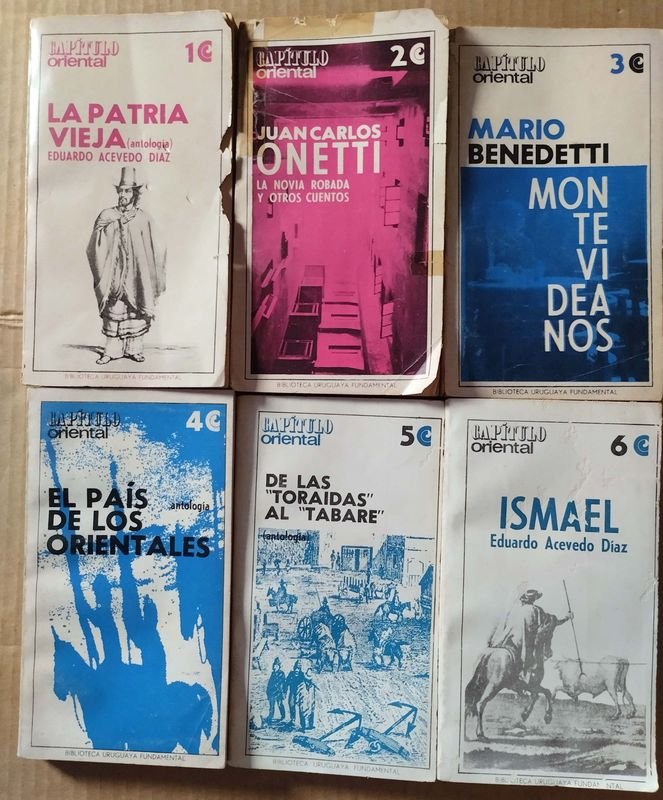 CAPÍTULO
oriental
1
LA PATRIA
VIEJA (antología)
EDUARDO ACEVEDO DIAZ
BIBLIOTECA URUGUAYA FUNDAMENTAL
CAPÍTULO
oriental
2
JUAN CARLOS
ONETTI
LA NOVIA ROBADA
Y OTROS CUENTOS
BIBLIOTECA URUGUAYA FUNDAMENTAL
CAPÍTULO
oriental
3
MARIO
BENEDETTI
MON
TE
VI
DEA
NOS
BIBLIOTECA URUGUAYA FUNDAMENTAL
CAPÍTULO
oriental
4
EL PAÍS antología
DE LOS
ORIENTALES
BIBLIOTECA URUGUAYA FUNDAMENTAL
CAPÍTULO
oriental
5
DE LAS
"TORAIDAS"
AL "TABARE"
(antología)
BIBLIOTECA URUGUAYA FUNDAMENTAL
CAPÍTULO
oriental
6
ISMAEL
Eduardo Acevedo Díaz
BIBLIOTECA URUGUAYA FUNDAMENTAL